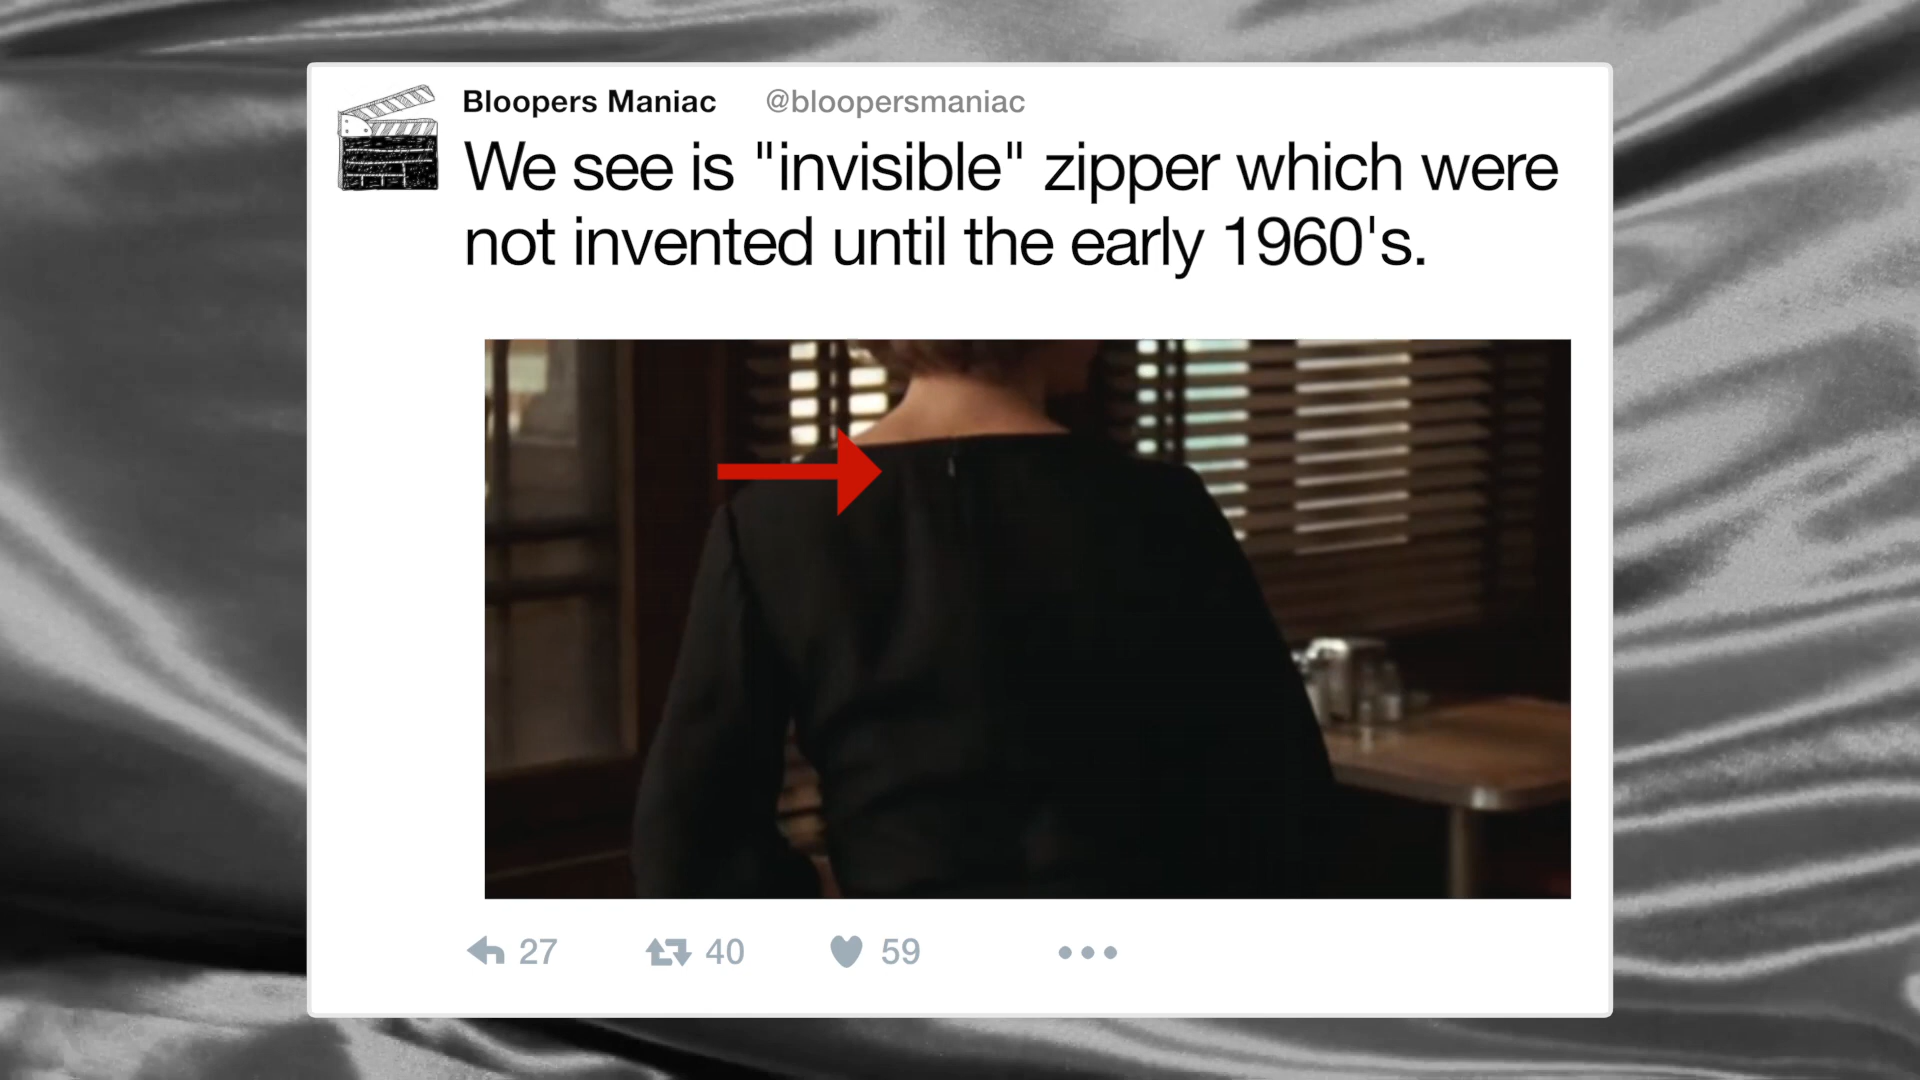 Bloopers Maniac @bloopersmaniac
We see is "invisible" zipper which were
not invented until the early 1960's.
27 40 59